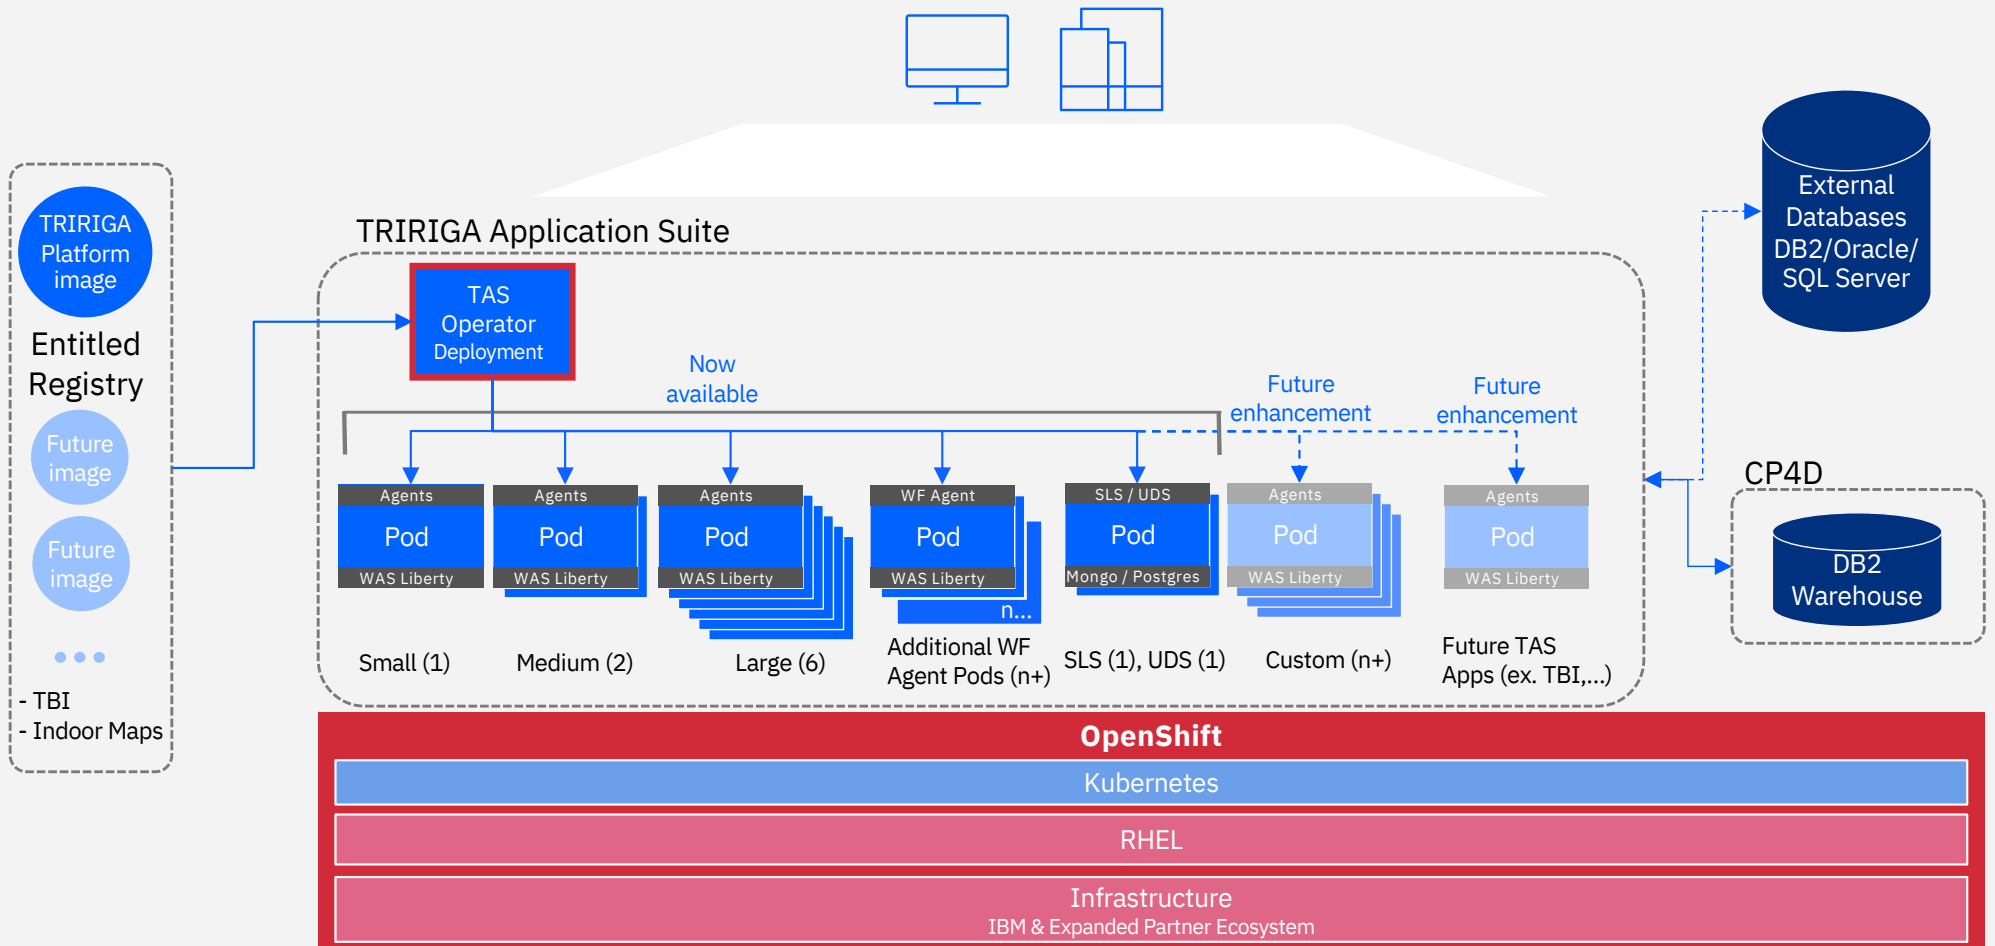 TRIRIGA
Platform
image
Entitled
Registry
Future
image
Future
image
- TBI
- Indoor Maps
TRIRIGA Application Suite
TAS
Operator
Deployment
Now
available
Future
enhancement
Future
enhancement
Agents
Pod
WAS Liberty
Small (1)
Agents
Pod
WAS Liberty
Medium (2)
Agents
Pod
WAS Liberty
Large (6)
WF Agent
Pod
WAS Liberty
n...
Additional WF
Agent Pods (n+)
SLS / UDS
Pod
Mongo / Postgres
SLS (1), UDS (1)
Agents
Pod
WAS Liberty
Custom (n+)
Agents
Pod
WAS Liberty
Future TAS
Apps (ex. TBI,...)
External
Databases
DB2/Oracle/
SQL Server
CP4D
DB2
Warehouse
OpenShift
Kubernetes
RHEL
Infrastructure
IBM & Expanded Partner Ecosystem